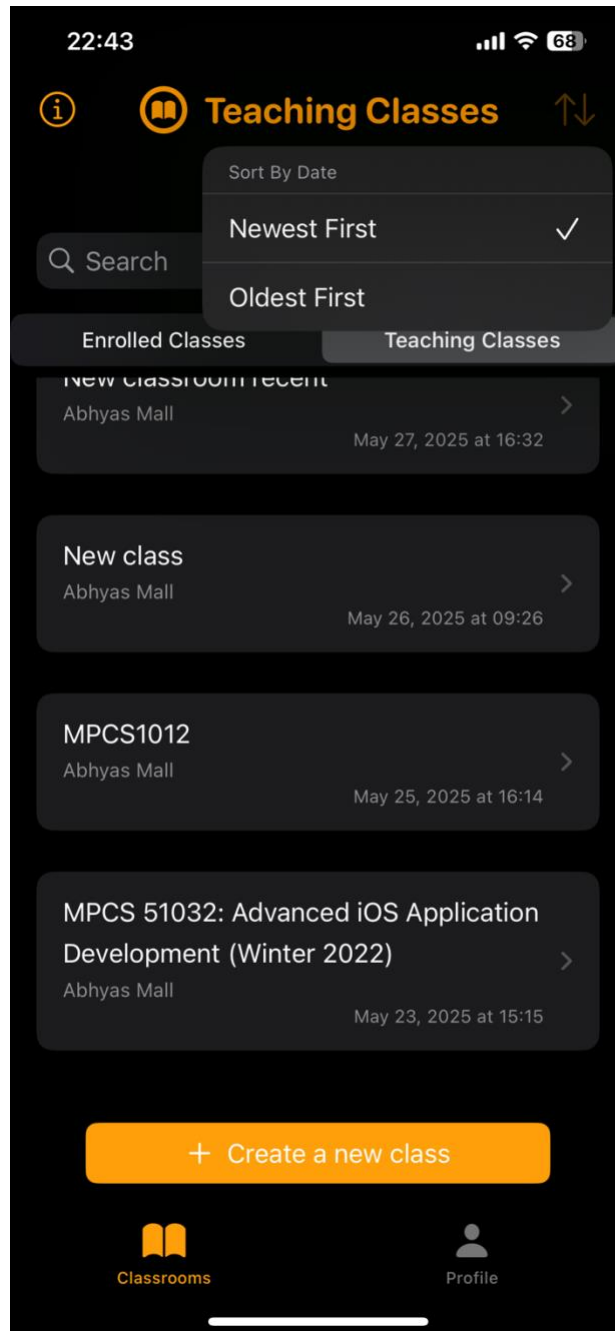 22:43
68
Teaching Classes
Sort By Date
Newest First
Search
Oldest First
Enrolled Classes
Teaching Classes
New classroom recent
Abhyas Mall
May 27, 2025 at 16:32
New class
Abhyas Mall
May 26, 2025 at 09:26
MPCS1012
Abhyas Mall
May 25, 2025 at 16:14
MPCS 51032: Advanced iOS Application
Development (Winter 2022)
Abhyas Mall
May 23, 2025 at 15:15
+ Create a new class
Classrooms
Profile